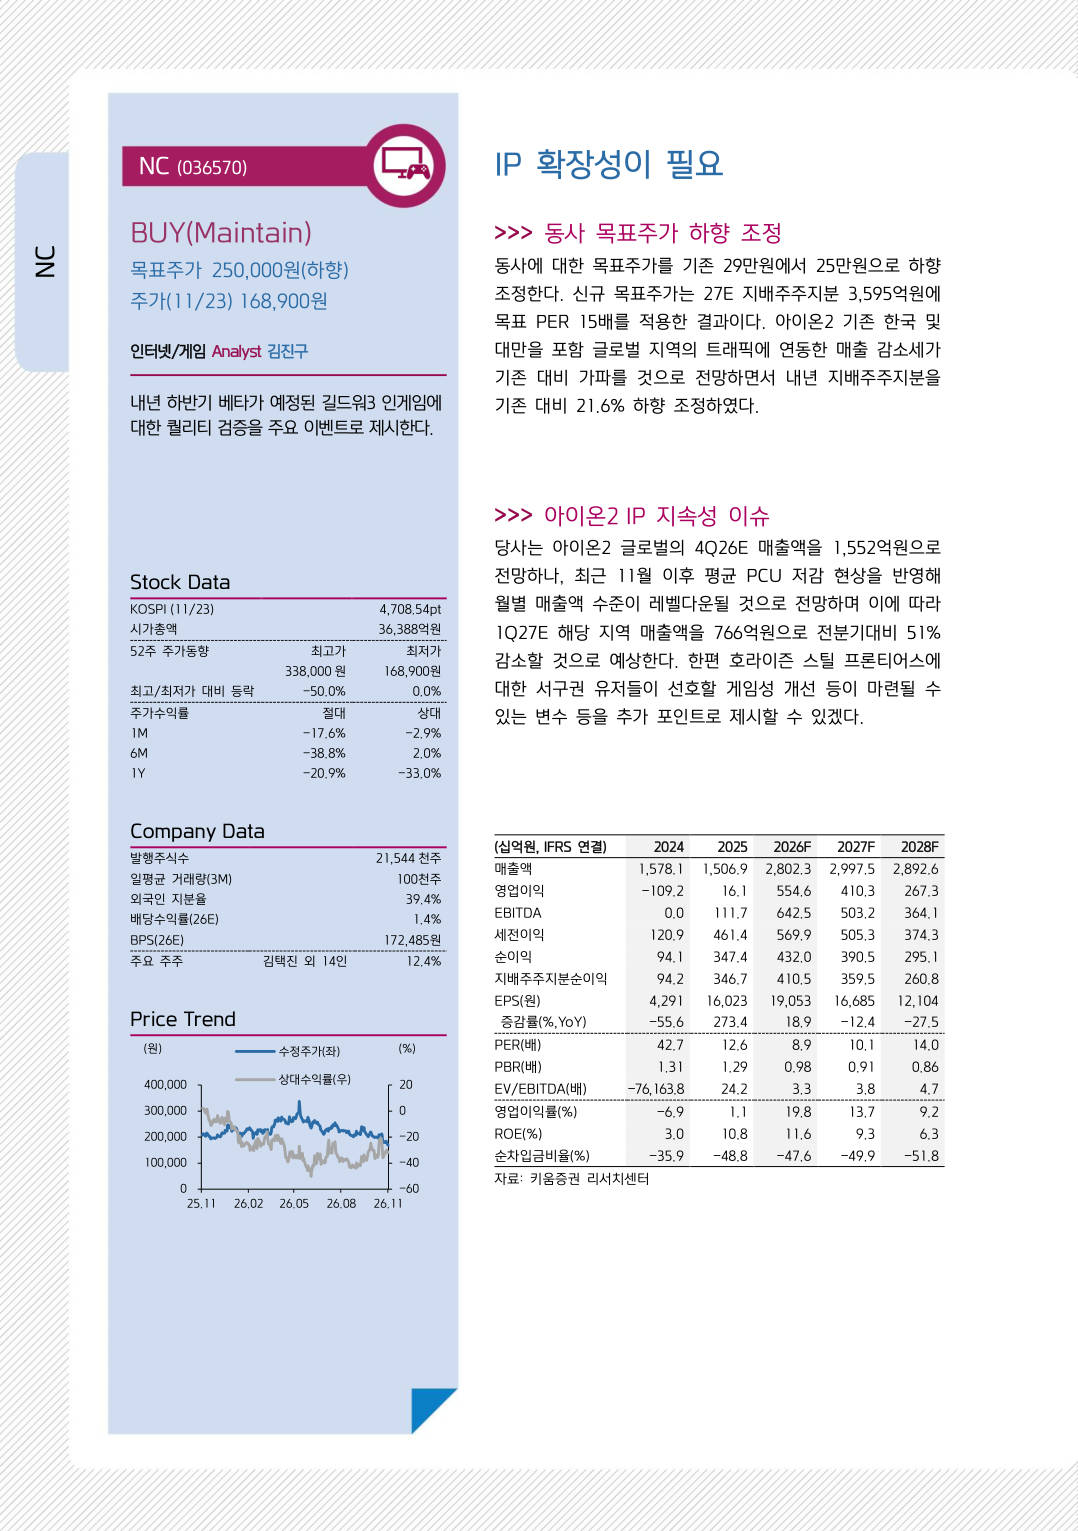 NC
NC (036570)
BUY(Maintain)
목표주가 250,000원(하향)
주가(11/23) 168,900원
인터넷/게임 Analyst 김진구
내년 하반기 베타가 예정된 길드워3 인게임에
대한 퀄리티 검증을 주요 이벤트로 제시한다.
Stock Data
KOSPI (11/23) 4,708.54pt
시가총액 36,388억원
52주 주가동향 최고가 최저가
338,000 원 168,900원
최고/최저가 대비 등락 -50.0% 0.0%
주가수익률 절대 상대
1M -17.6% -2.9%
6M -38.8% 2.0%
1Y -20.9% -33.0%
Company Data
발행주식수 21,544 천주
일평균 거래량(3M) 100천주
외국인 지분율 39.4%
배당수익률(26E) 1.4%
BPS(26E) 172,485원
주요 주주 김택진 외 14인 12.4%
Price Trend
(원) 수정주가(좌) (%)
상대수익률(우)
400,000 20
300,000 0
200,000 -20
100,000 -40
0 -60
25.11 26.02 26.05 26.08 26.11
IP 확장성이 필요
>>> 동사 목표주가 하향 조정
동사에 대한 목표주가를 기존 29만원에서 25만원으로 하향
조정한다. 신규 목표주가는 27E 지배주주지분 3,595억원에
목표 PER 15배를 적용한 결과이다. 아이온2 기존 한국 및
대만을 포함 글로벌 지역의 트래픽에 연동한 매출 감소세가
기존 대비 가파를 것으로 전망하면서 내년 지배주주지분을
기존 대비 21.6% 하향 조정하였다.
>>> 아이온2 IP 지속성 이슈
당사는 아이온2 글로벌의 4Q26E 매출액을 1,552억원으로
전망하나, 최근 11월 이후 평균 PCU 저감 현상을 반영해
월별 매출액 수준이 레벨다운될 것으로 전망하며 이에 따라
1Q27E 해당 지역 매출액을 766억원으로 전분기대비 51%
감소할 것으로 예상한다. 한편 호라이즌 스틸 프론티어스에
대한 서구권 유저들이 선호할 게임성 개선 등이 마련될 수
있는 변수 등을 추가 포인트로 제시할 수 있겠다.
(십억원, IFRS 연결) 2024 2025 2026F 2027F 2028F
매출액 1,578.1 1,506.9 2,802.3 2,997.5 2,892.6
영업이익 -109.2 16.1 554.6 410.3 267.3
EBITDA 0.0 111.7 642.5 503.2 364.1
세전이익 120.9 461.4 569.9 505.3 374.3
순이익 94.1 347.4 432.0 390.5 295.1
지배주주지분순이익 94.2 346.7 410.5 359.5 260.8
EPS(원) 4,291 16,023 19,053 16,685 12,104
증감률(%,YoY) -55.6 273.4 18.9 -12.4 -27.5
PER(배) 42.7 12.6 8.9 10.1 14.0
PBR(배) 1.31 1.29 0.98 0.91 0.86
EV/EBITDA(배) -76,163.8 24.2 3.3 3.8 4.7
영업이익률(%) -6.9 1.1 19.8 13.7 9.2
ROE(%) 3.0 10.8 11.6 9.3 6.3
순차입금비율(%) -35.9 -48.8 -47.6 -49.9 -51.8
자료: 키움증권 리서치센터